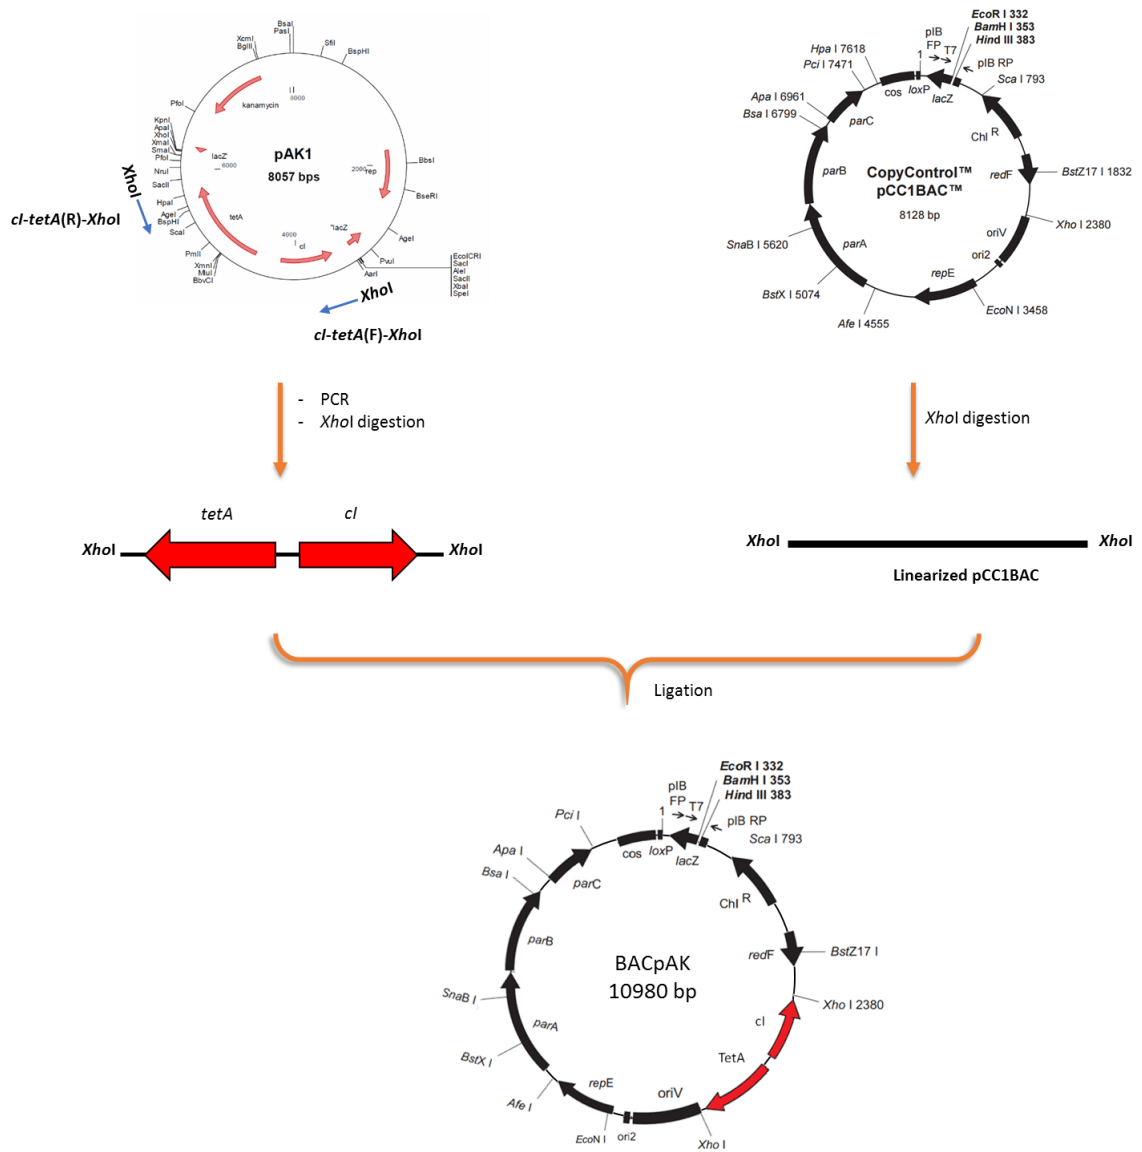 BsaI
PasI
SfiI
BspHI
XcmI
BglII
kanamycin
8000
PfoI
KpnI
ApaI
XhoI
XmaI
SmaI
PfoI
NruI
SacII
HpaI
AgeI
BspHI
ScaI
PmlI
XmnI
MluI
BbvCI
lacZ'
6000
pAK1
8057 bps
2000
rep
BbsI
BseRI
tetA
4000
cI
'lacZ
AgeI
PvuI
AarI
EcoICRI
SacI
AleI
SacII
XbaI
SpeI
XhoI
cI-tetA(R)-XhoI
XhoI
cI-tetA(F)-XhoI
EcoR I 332
BamH I 353
Hind III 383
pIB
FP
T7
pIB RP
1
Hpa I 7618
Pci I 7471
Sca I 793
cos
loxP
lacZ
Apa I 6961
Bsa I 6799
parC
Chl R
parB
CopyControl™
pCC1BAC™
8128 bp
redF
BstZ17 I 1832
Xho I 2380
oriV
ori2
SnaB I 5620
parA
repE
BstX I 5074
EcoN I 3458
Afe I 4555
- PCR
- XhoI digestion
XhoI digestion
tetA
cI
XhoI
XhoI
XhoI
XhoI
Linearized pCC1BAC
Ligation
EcoR I 332
BamH I 353
Hind III 383
pIB
FP
T7
pIB RP
1
Pci I
Sca I 793
cos
loxP
lacZ
Apa I
Bsa I
parC
Chl R
parB
BACpAK
10980 bp
redF
BstZ17 I
SnaB I
Xho I 2380
cI
parA
TetA
BstX I
repE
oriV
Afe I
EcoN I
ori2
Xho I